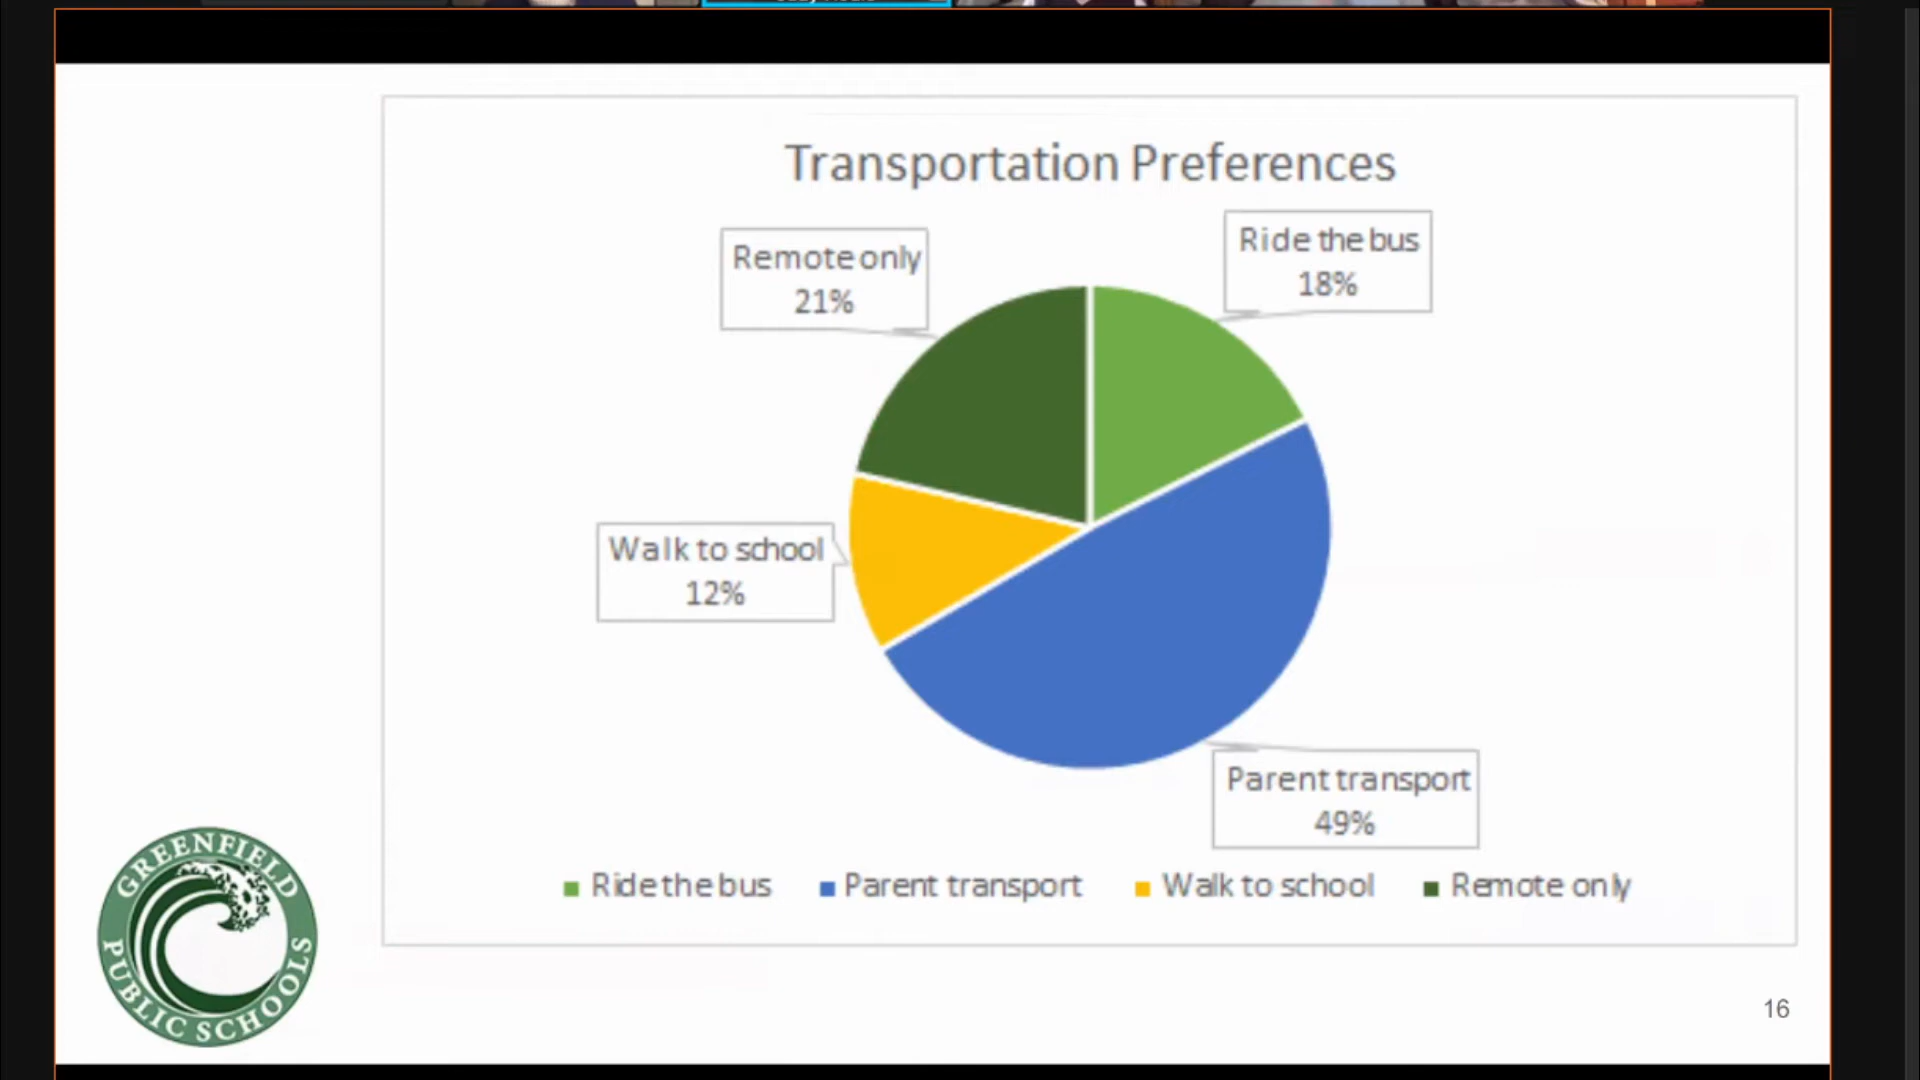 Transportation Preferences
Remote only
21%
Ride the bus
18%
Walk to school
12%
Parent transport
49%
Ride the bus
Parent transport
Walk to school
Remote only
GREENFIELD
PUBLIC SCHOOLS
16